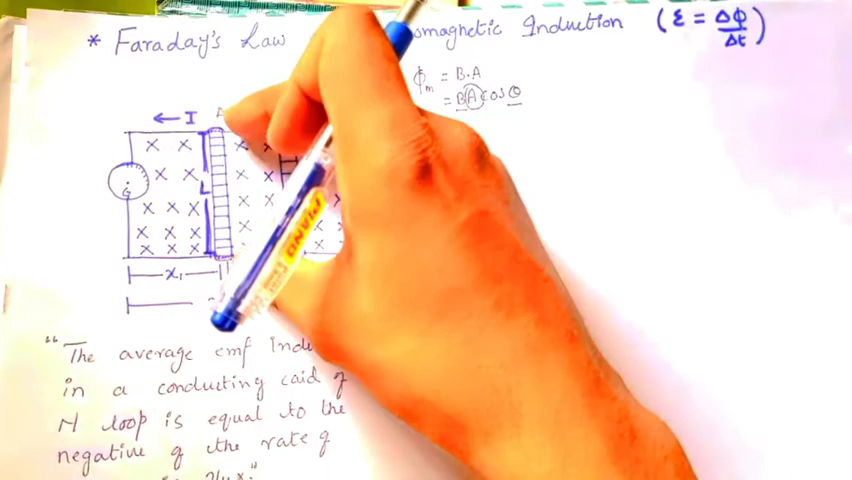 * Faraday's Law omagnetic Induction (ε = Δϕ/Δt)
ϕm = B.A
= BA cos θ
← I A
L
G
x₁
"The average emf indu
in a conducting coid of
N loop is equal to the
negative of the rate of
PIANO